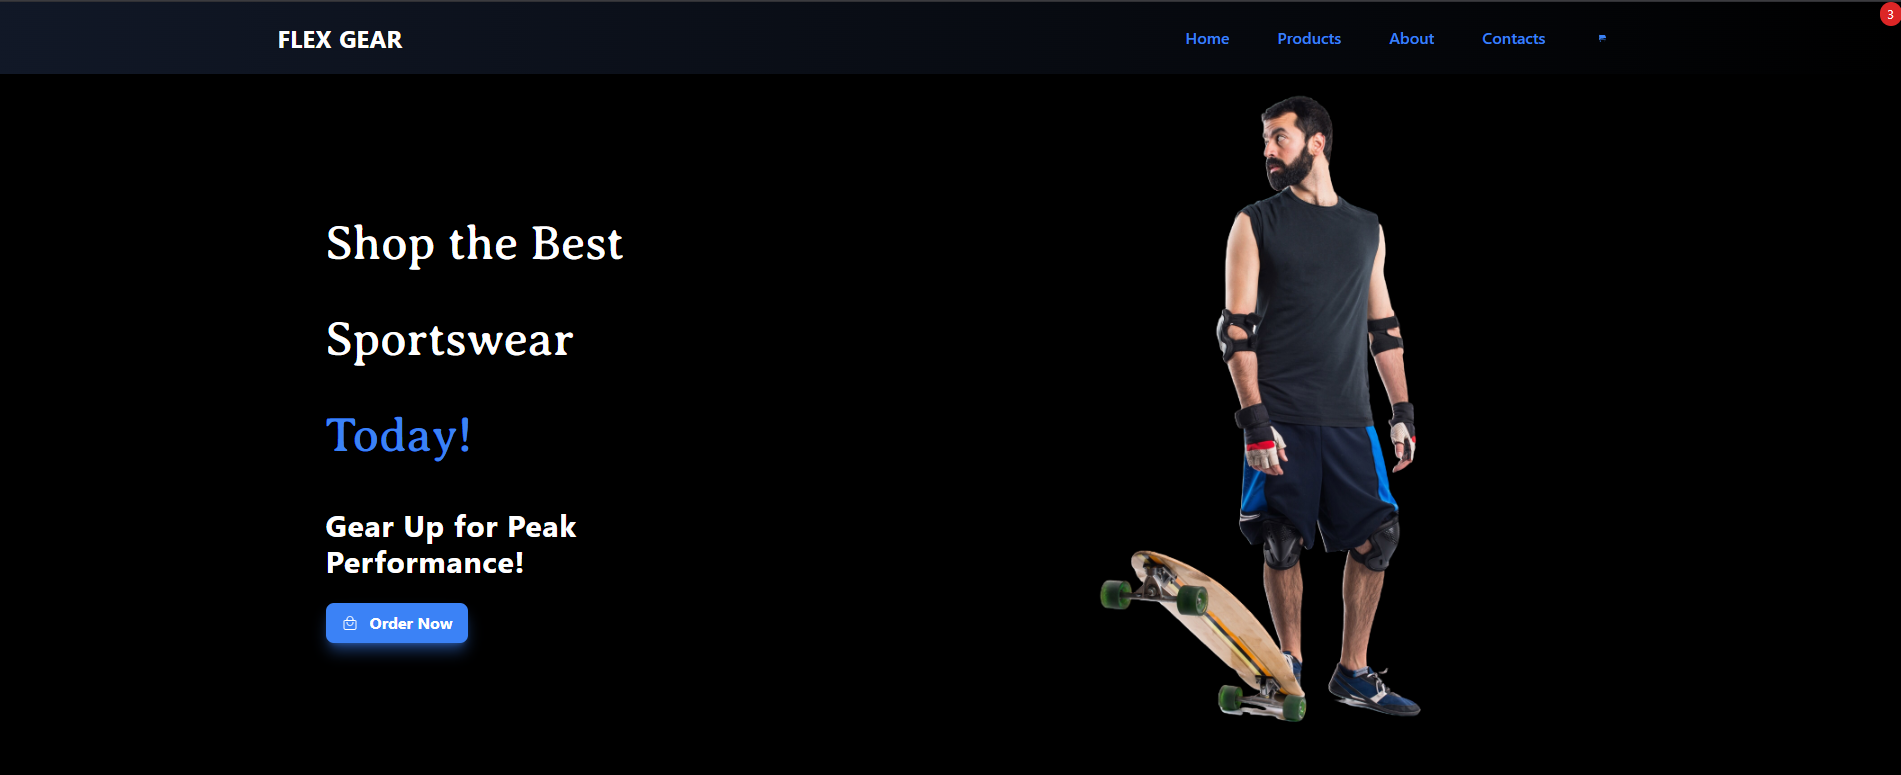 FLEX GEAR
Home Products About Contacts
3
Shop the Best
Sportswear
Today!
Gear Up for Peak
Performance!
Order Now